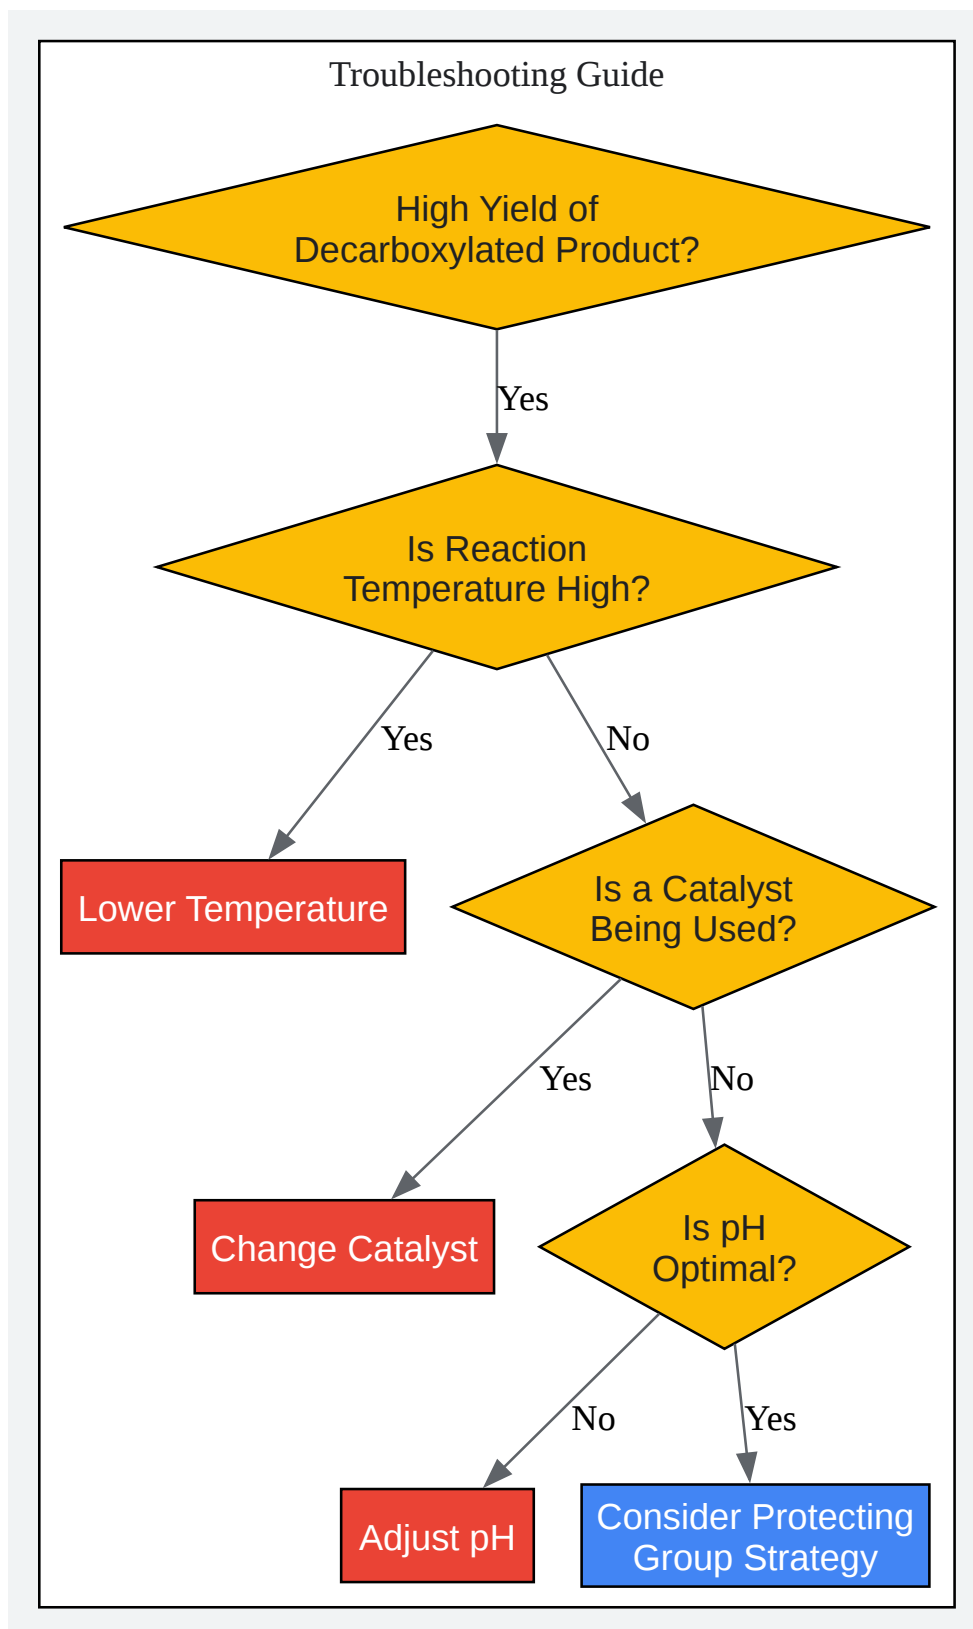 Troubleshooting Guide
High Yield of
Decarboxylated Product?
Yes
Is Reaction
Temperature High?
Yes
No
Lower Temperature
Is a Catalyst
Being Used?
Yes
No
Change Catalyst
Is pH
Optimal?
No
Yes
Adjust pH
Consider Protecting
Group Strategy